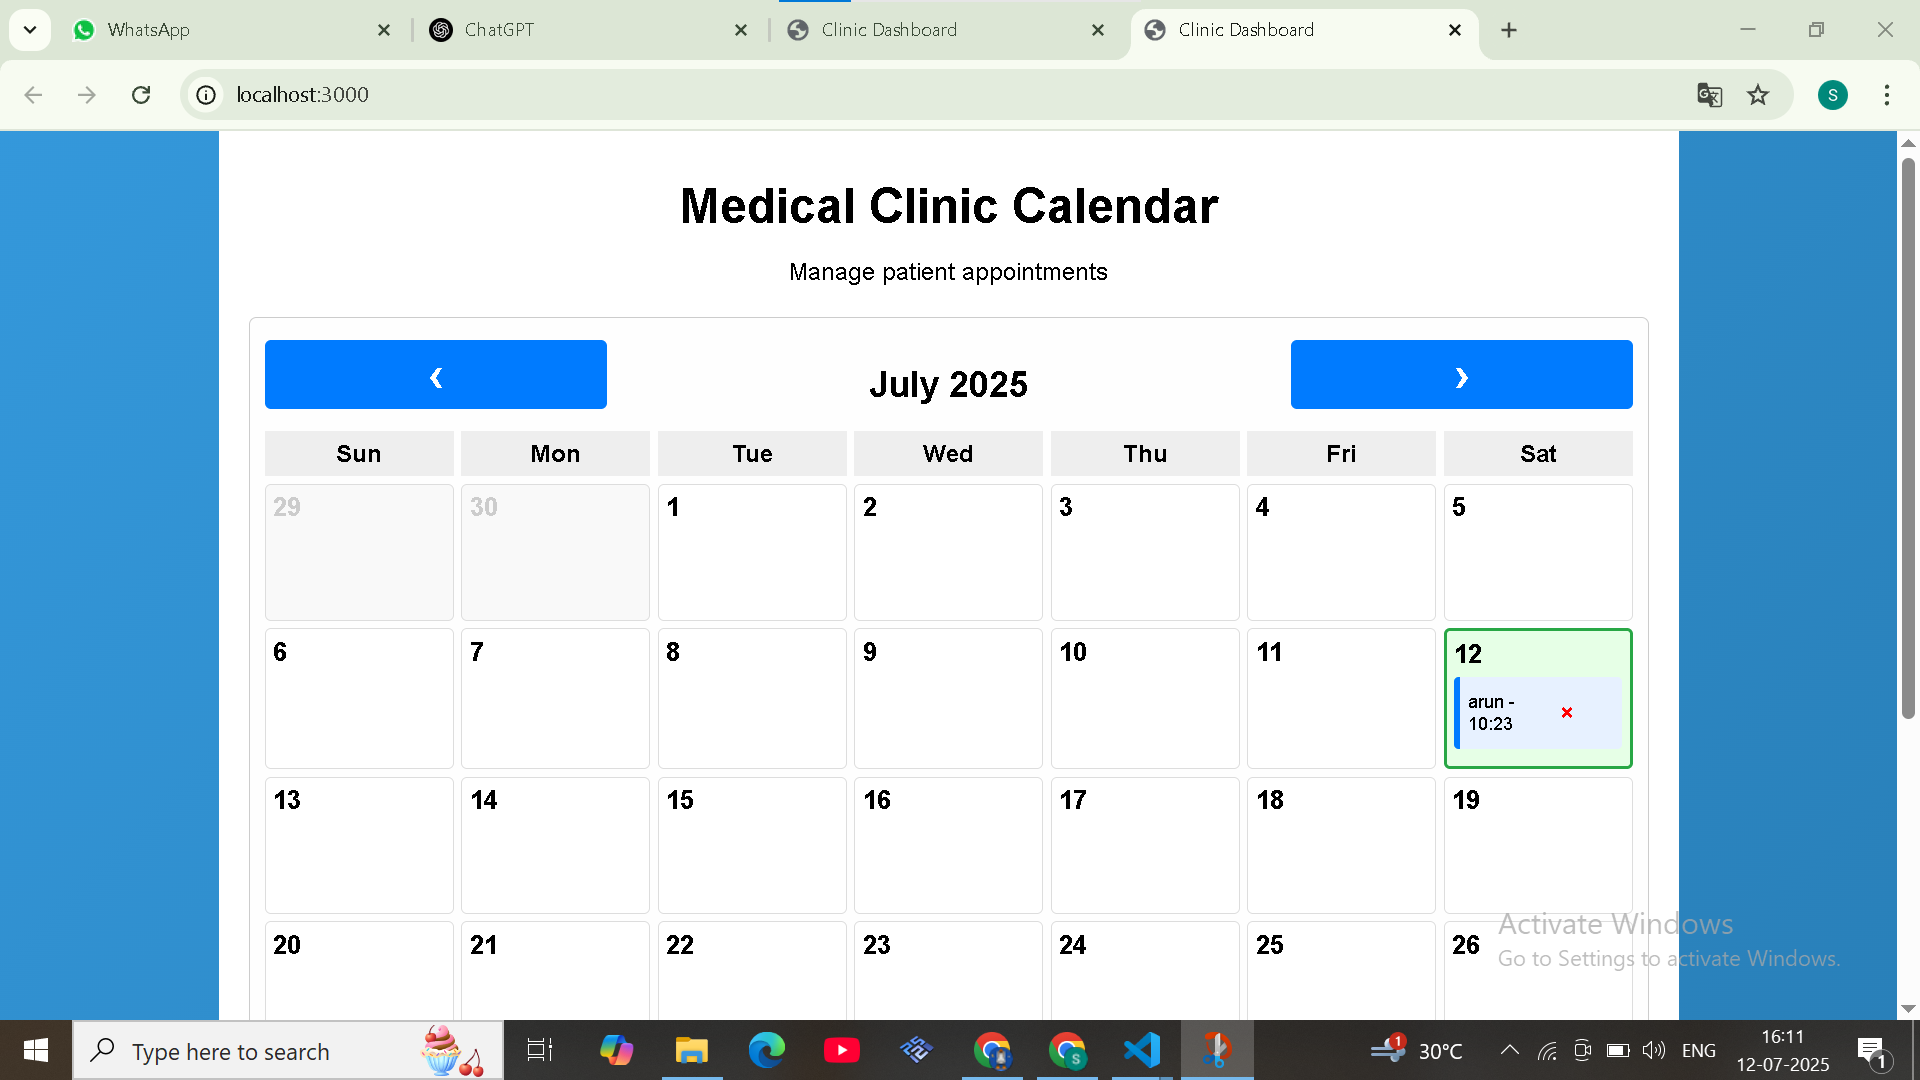 WhatsApp
ChatGPT
Clinic Dashboard
Clinic Dashboard
localhost:3000
S
Medical Clinic Calendar
Manage patient appointments
❮ July 2025 ❯
Sun Mon Tue Wed Thu Fri Sat
29 30 1 2 3 4 5
6 7 8 9 10 11 12
arun -
10:23
×
13 14 15 16 17 18 19
20 21 22 23 24 25 26
Activate Windows
Go to Settings to activate Windows.
Type here to search
S
1
30°C
ENG
16:11
12-07-2025
1